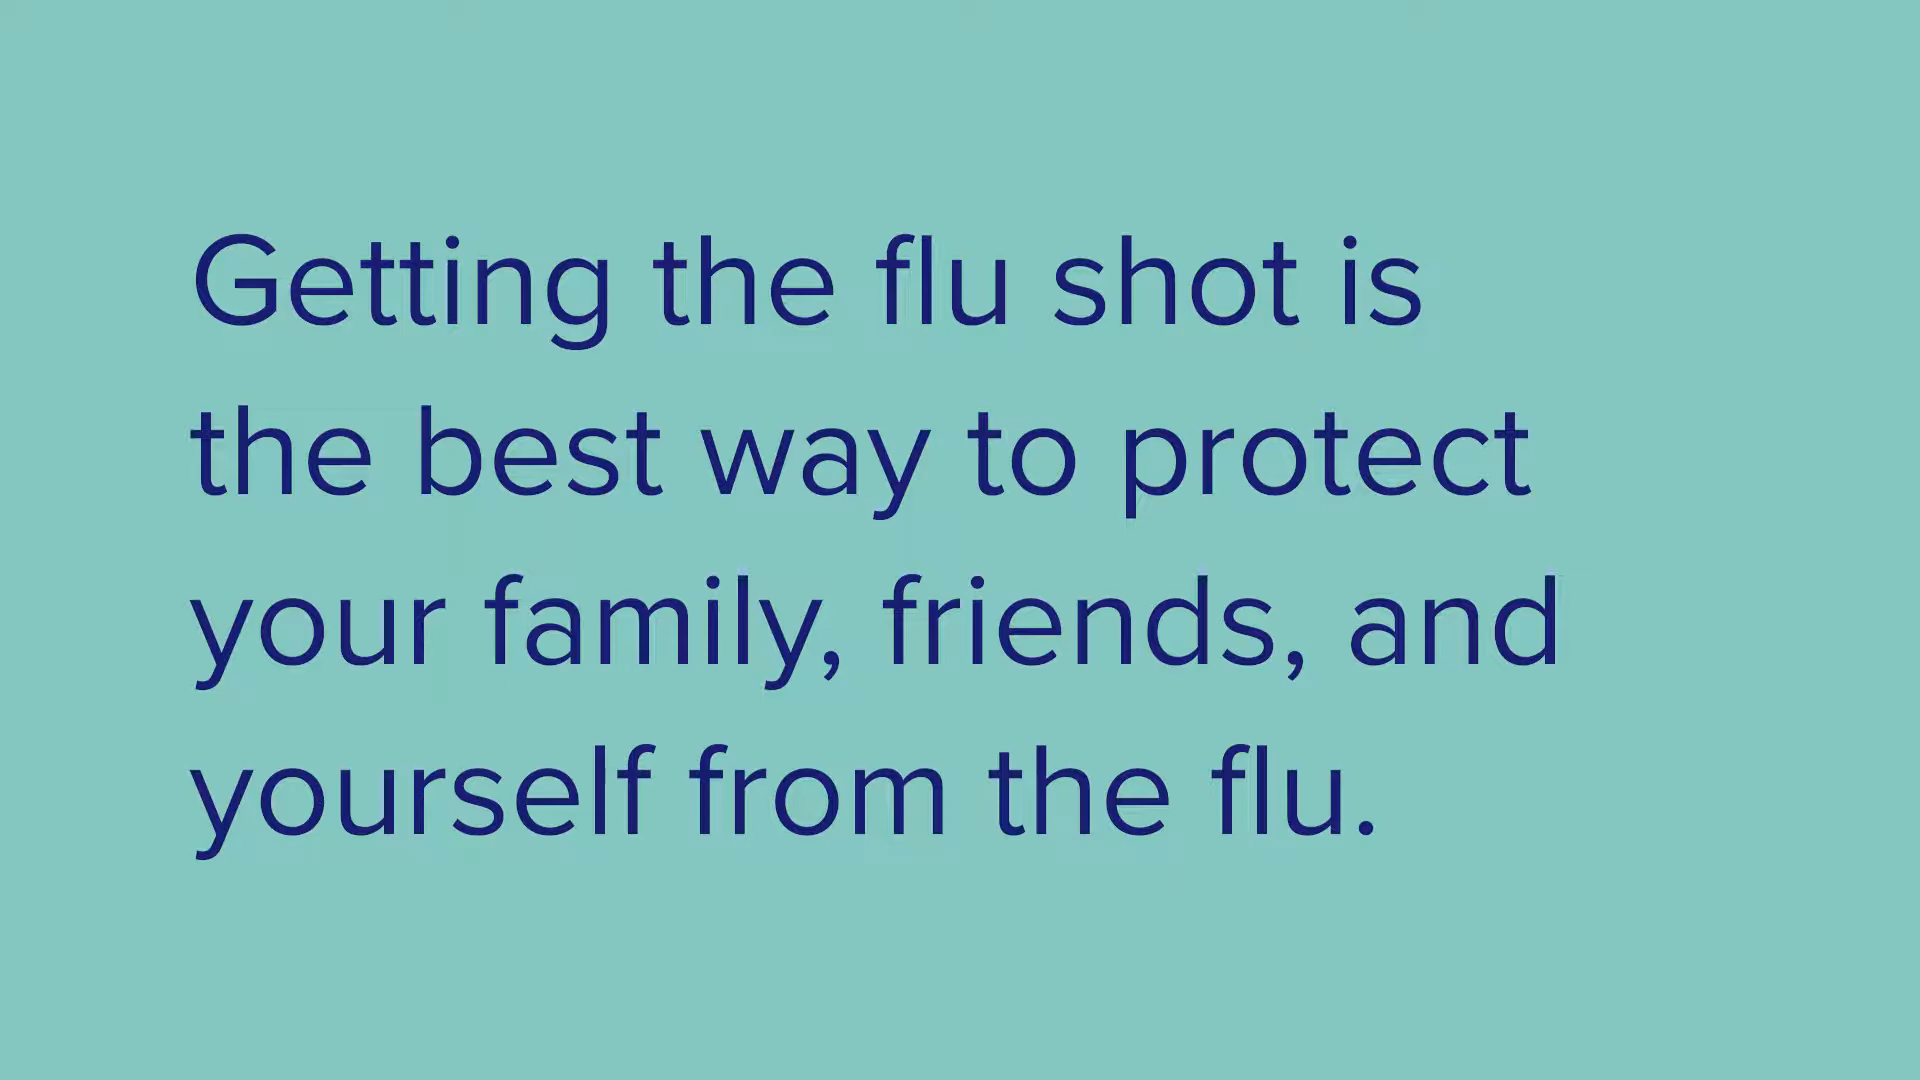 Getting the flu shot is
the best way to protect
your family, friends, and
yourself from the flu.